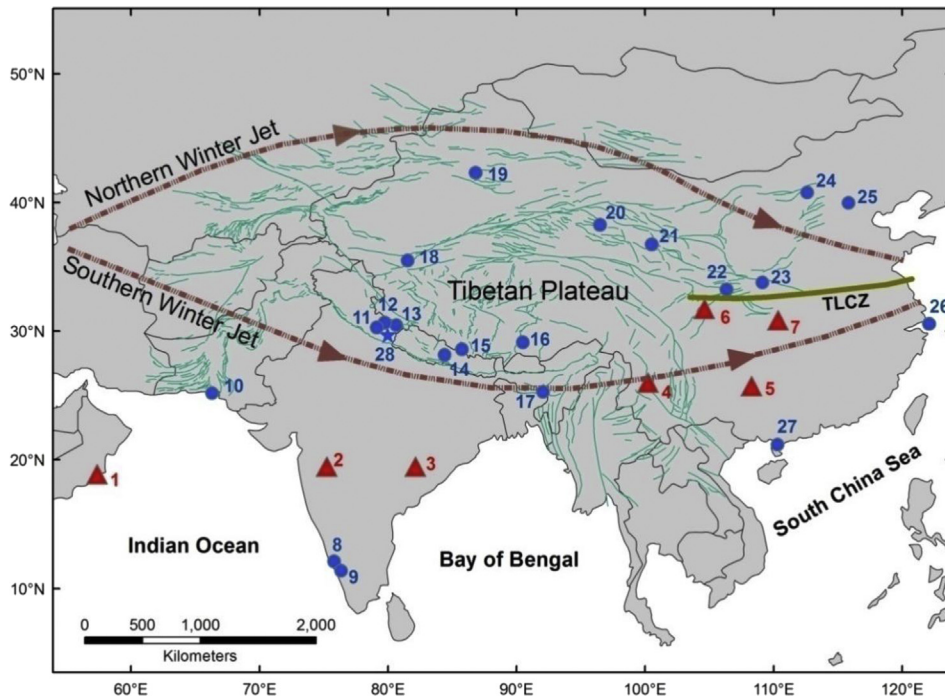 50°N
40°N
30°N
20°N
10°N
Northern Winter Jet
19
24
25
20
21
Southern Winter Jet
18
Tibetan Plateau
22
23
TLCZ
12
11
13
6
7
26
28
15
16
14
10
17
4
5
27
1
2
3
South China Sea
Indian Ocean
8
9
Bay of Bengal
0 500 1,000 2,000
Kilometers
60°E 70°E 80°E 90°E 100°E 110°E 120°E